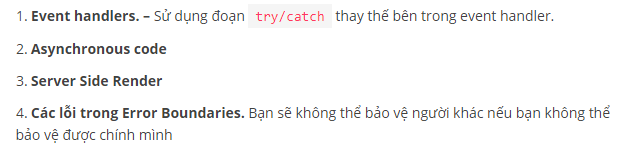 1. Event handlers. – Sử dụng đoạn try/catch thay thế bên trong event handler.
2. Asynchronous code
3. Server Side Render
4. Các lỗi trong Error Boundaries. Bạn sẽ không thể bảo vệ người khác nếu bạn không thể
bảo vệ được chính mình